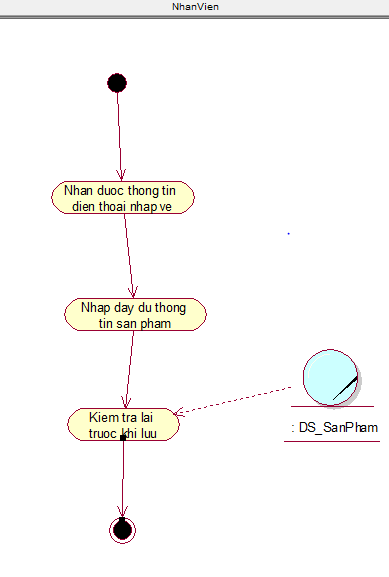 NhanVien
Nhan duoc thong tin
dien thoai nhap ve
Nhap day du thong
tin san pham
Kiem tra lai
truoc khi luu
: DS_SanPham